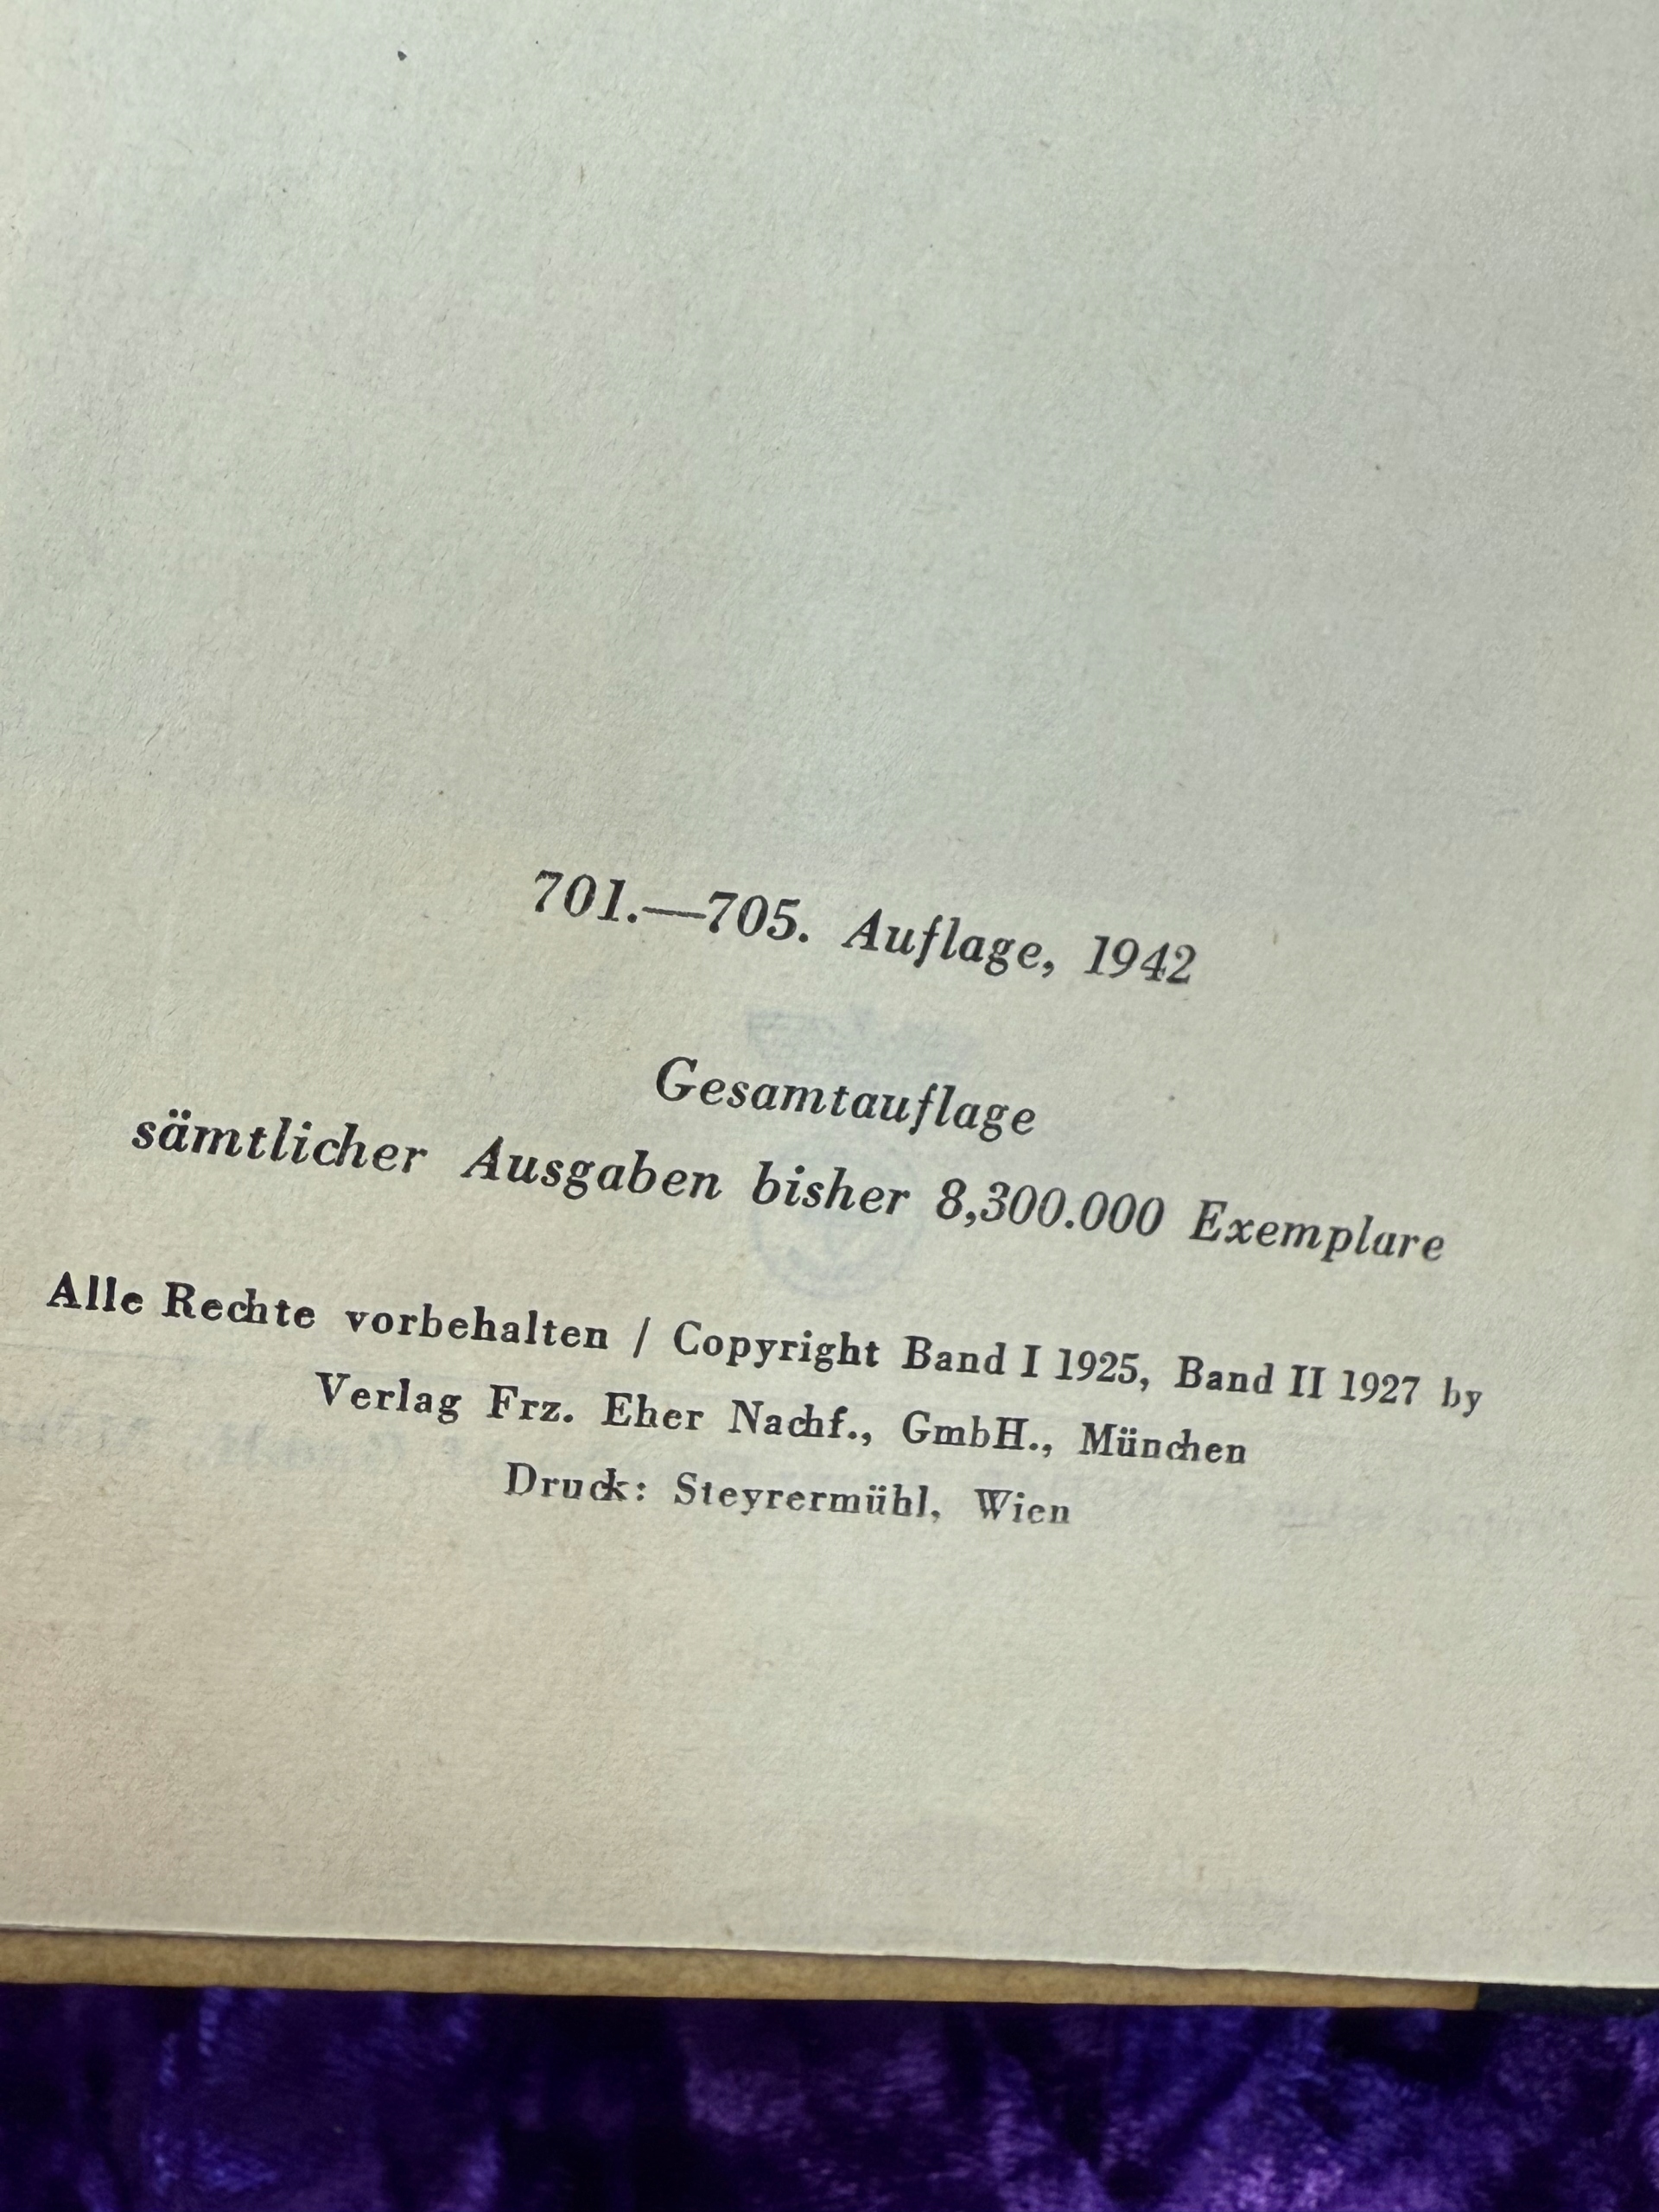 701.—705. Auflage, 1942
Gesamtauflage
sämtlicher Ausgaben bisher 8,300.000 Exemplare
Alle Rechte vorbehalten / Copyright Band I 1925, Band II 1927 by
Verlag Frz. Eher Nachf., GmbH., München
Druck: Steyrermühl, Wien